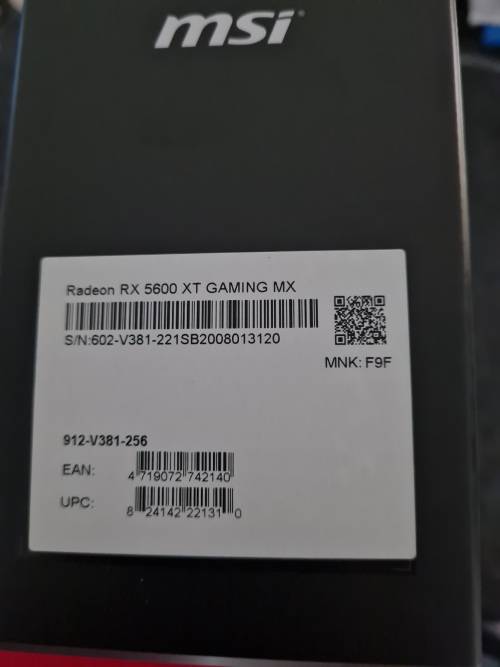 msi
Radeon RX 5600 XT GAMING MX
S/N:602-V381-221SB2008013120
MNK: F9F
912-V381-256
EAN: 4 719072 742140
UPC: 8 24142 22131 0